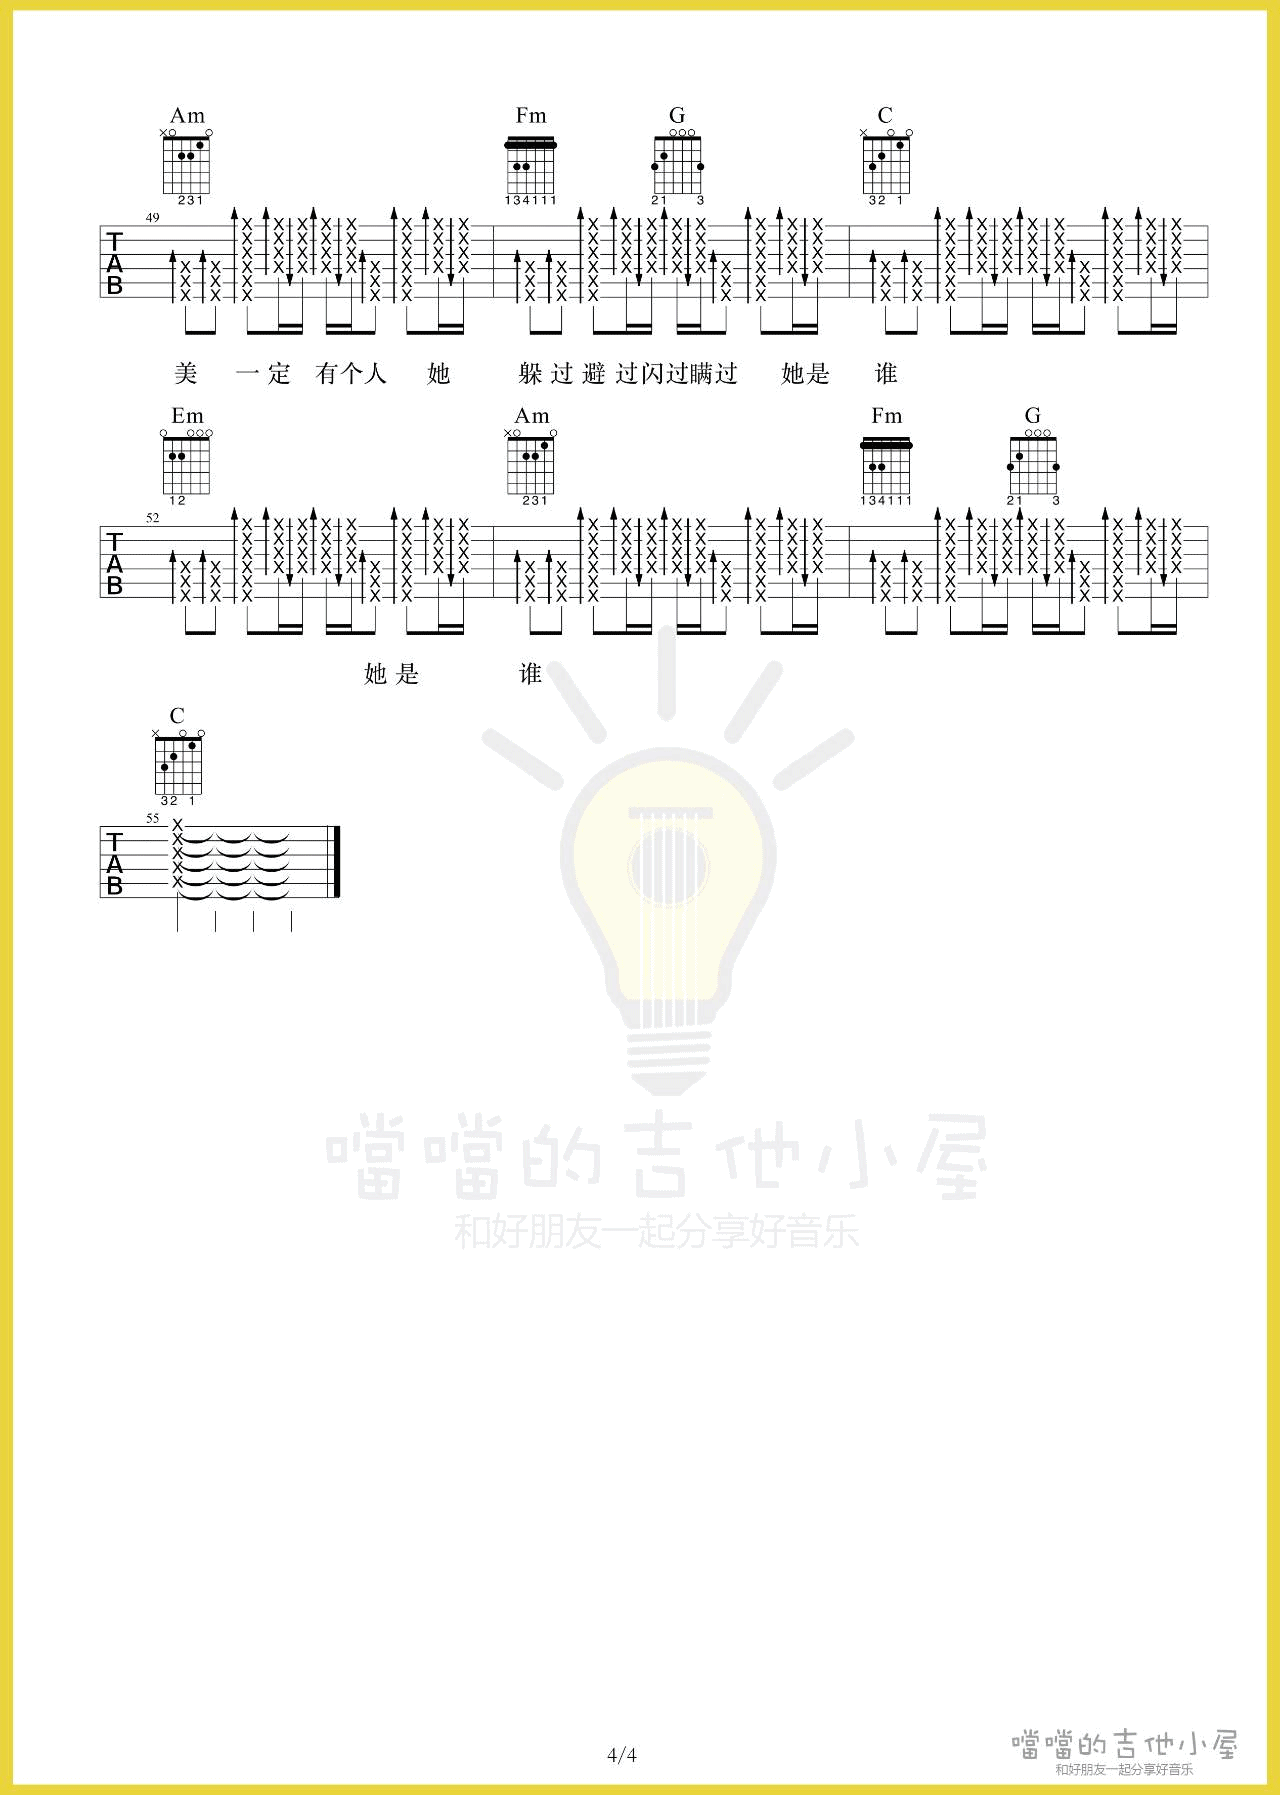 Am Fm G C
× ○ ○ ○○○ × ○ ○
231 134111 21 3 32 1
49
TAB
美 一定 有个人 她 躲过避过闪过瞒过 她是 谁
Em Am Fm G
○ ○○○ ×○ ○ ○○○
12 231 134111 21 3
52
TAB
她是 谁
C
× ○ ○
32 1
55
TAB
噹噹的吉他小屋
和好朋友一起分享好音乐
4/4
噹噹的吉他小屋
和好朋友一起分享好音乐